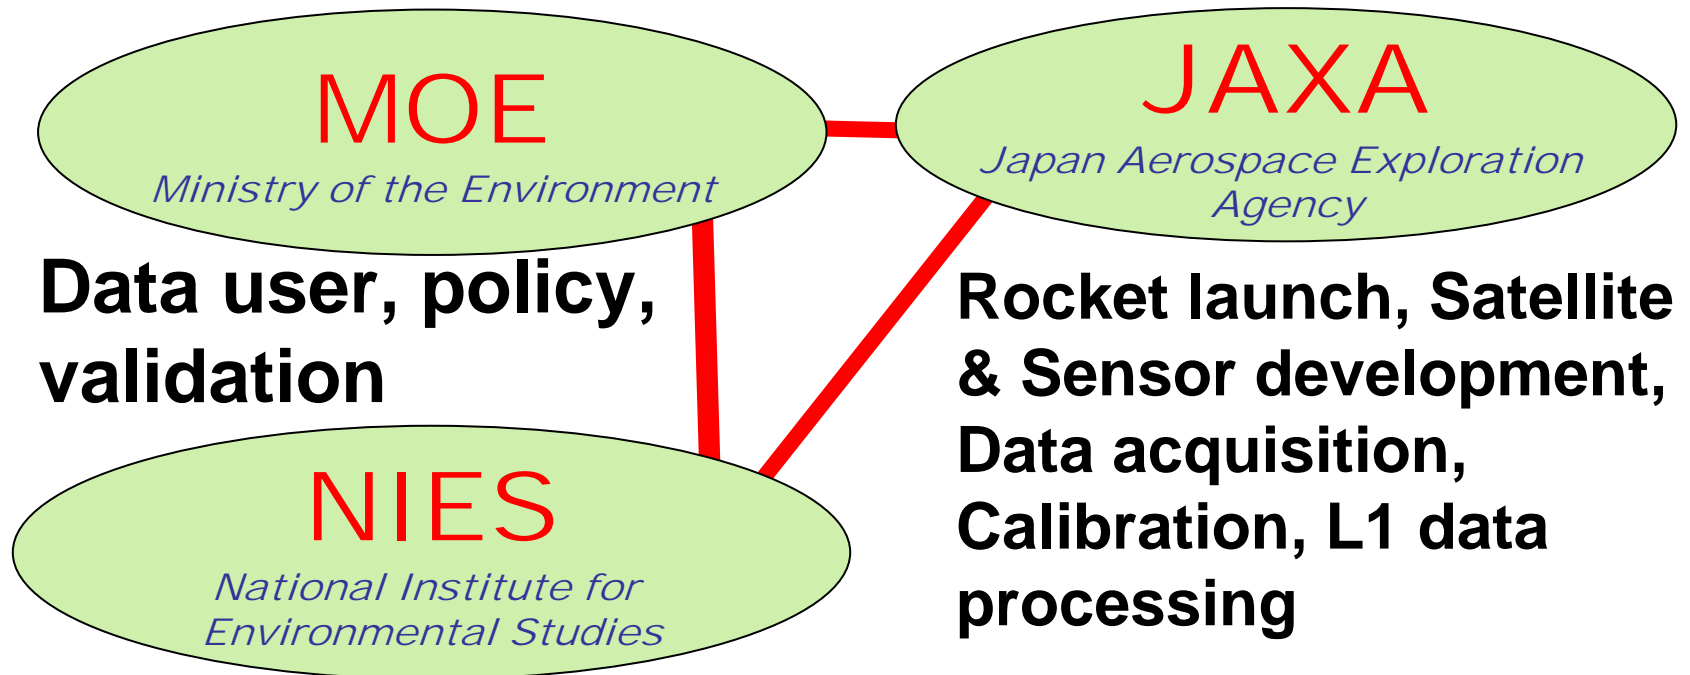 MOE
Ministry of the Environment
Data user, policy,
validation
JAXA
Japan Aerospace Exploration
Agency
Rocket launch, Satellite
& Sensor development,
Data acquisition,
Calibration, L1 data
processing
NIES
National Institute for
Environmental Studies